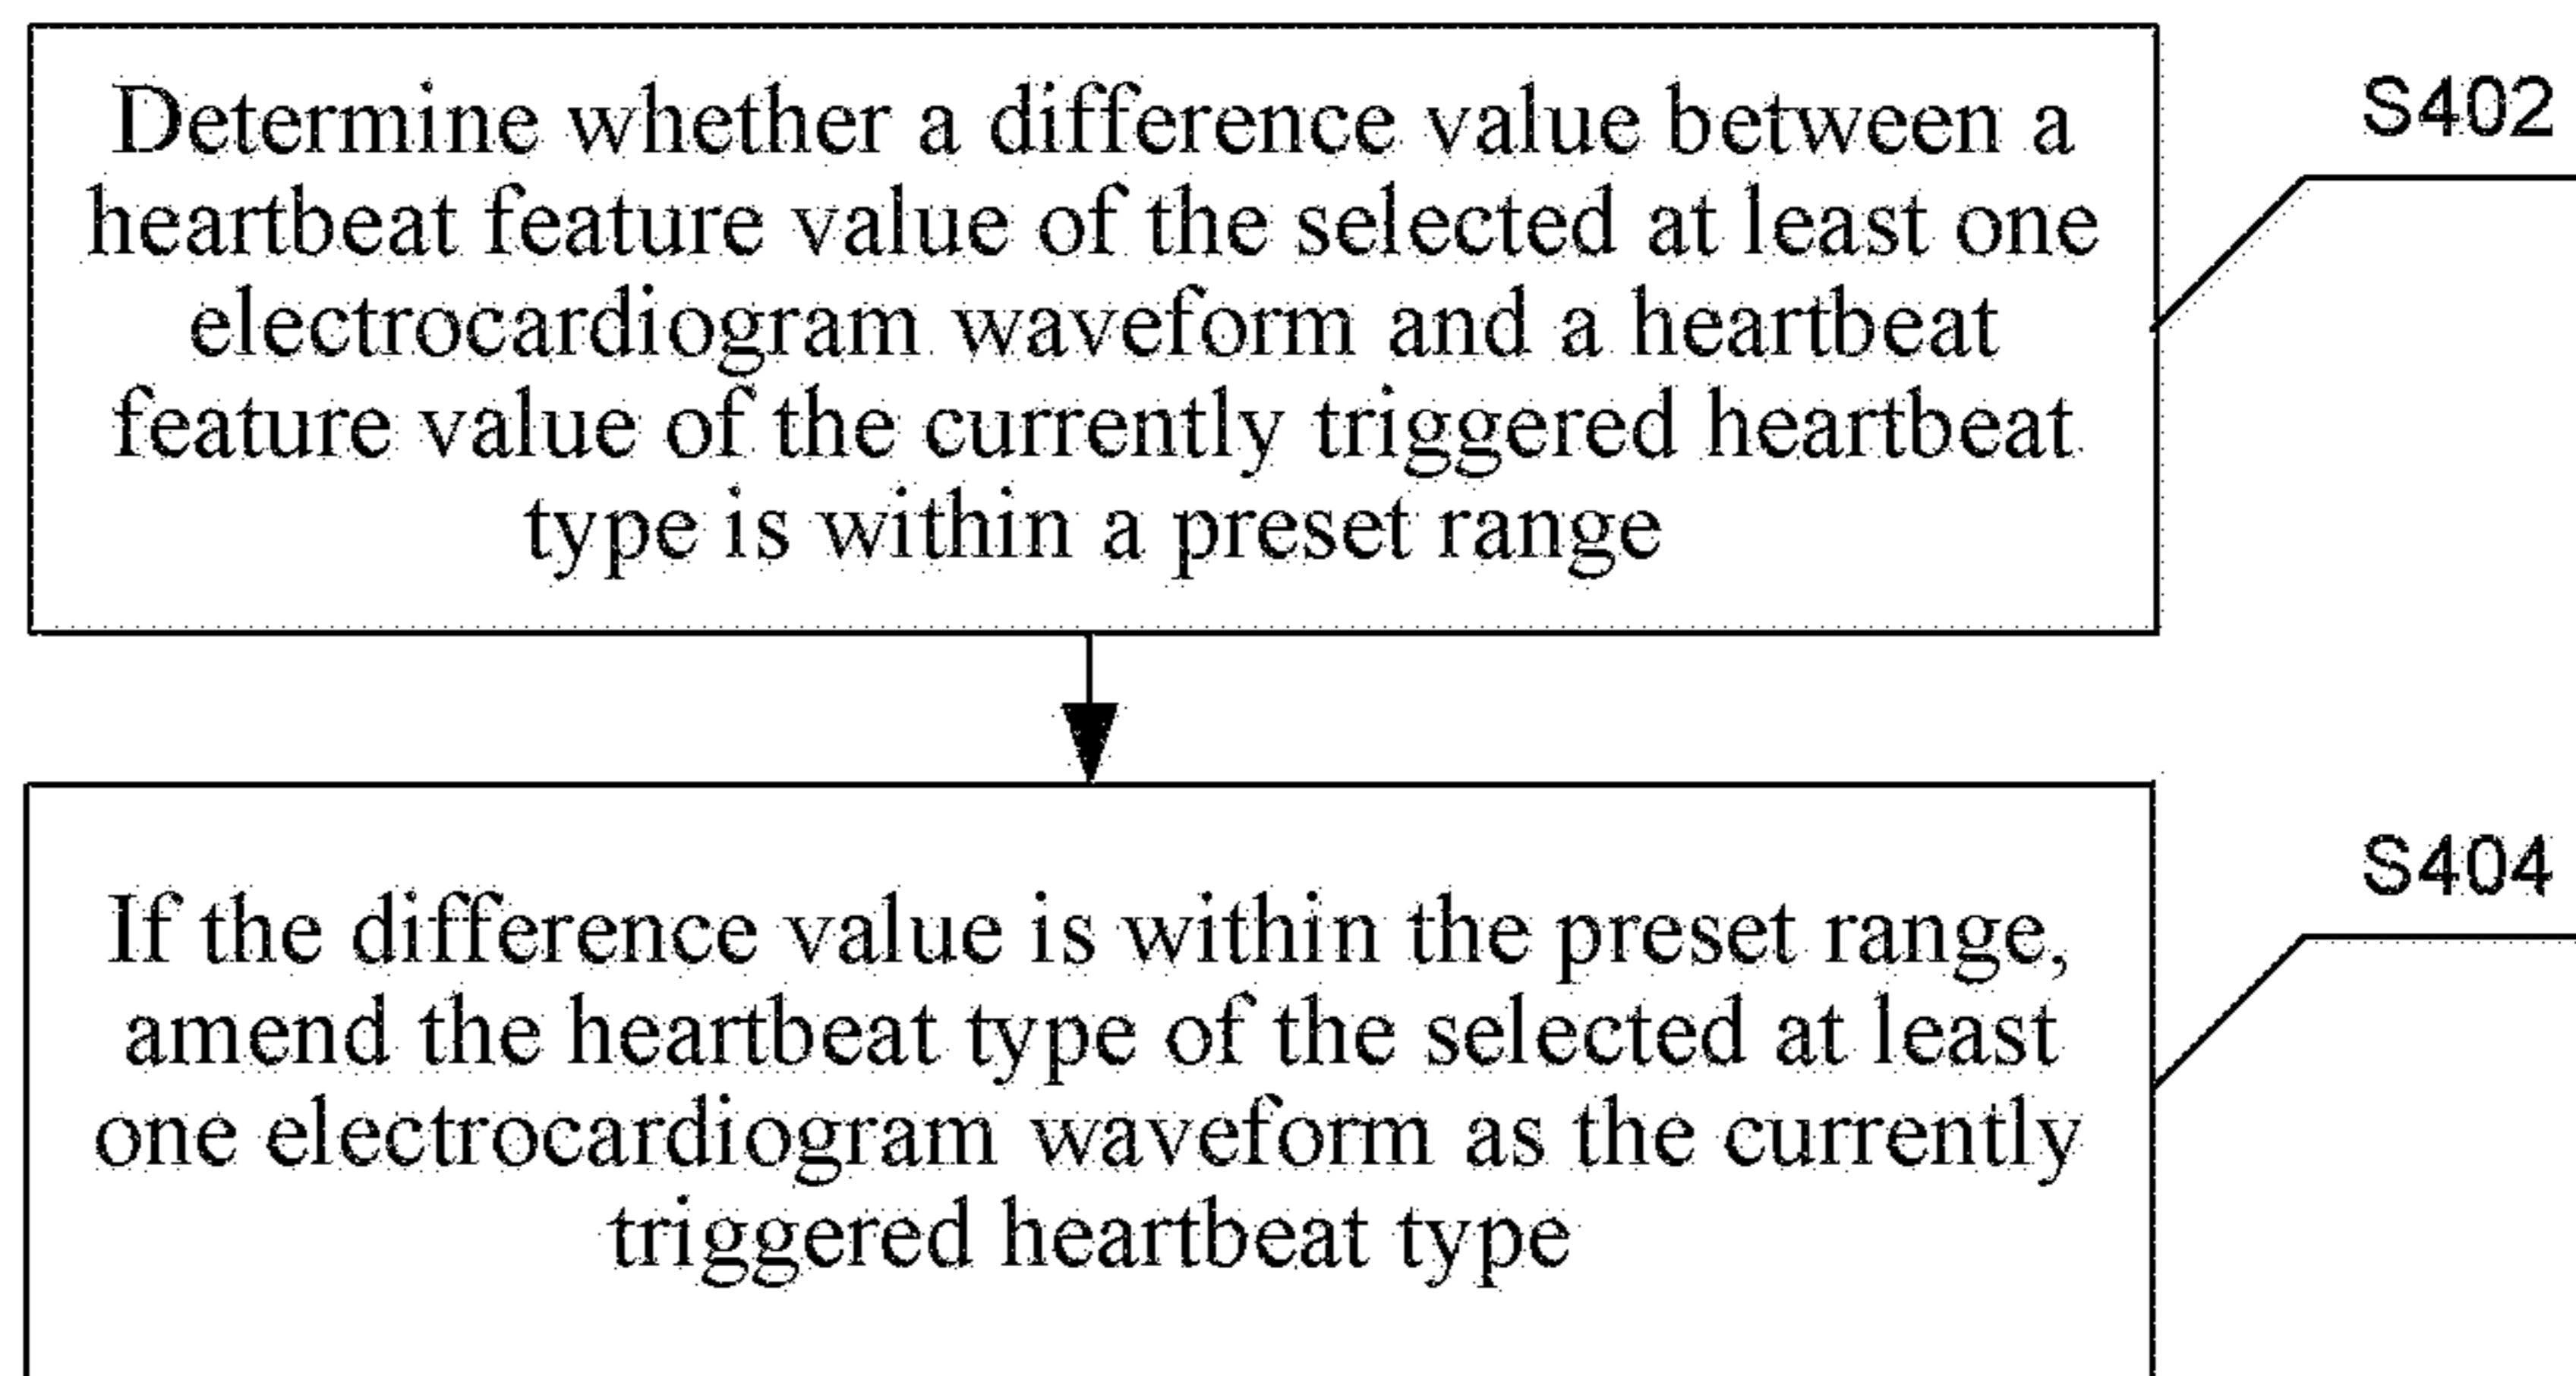 Determine whether a difference value between a
heartbeat feature value of the selected at least one
electrocardiogram waveform and a heartbeat
feature value of the currently triggered heartbeat
type is within a preset range
S402
If the difference value is within the preset range,
amend the heartbeat type of the selected at least
one electrocardiogram waveform as the currently
triggered heartbeat type
S404